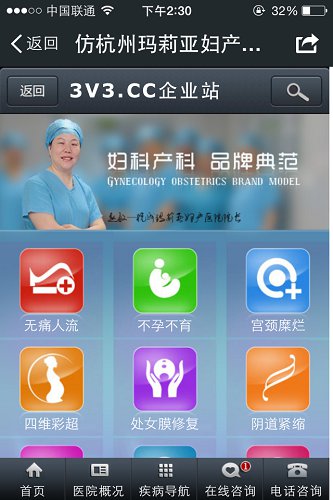 中国联通 下午2:30 32%
返回 仿杭州玛莉亚妇产...
返回 3V3.CC企业站
妇科产科 品牌典范
GYNECOLOGY OBSTETRICS BRAND MODEL
无痛人流 不孕不育 宫颈糜烂
四维彩超 处女膜修复 阴道紧缩
1
首页 医院概况 疾病导航 在线咨询 电话咨询